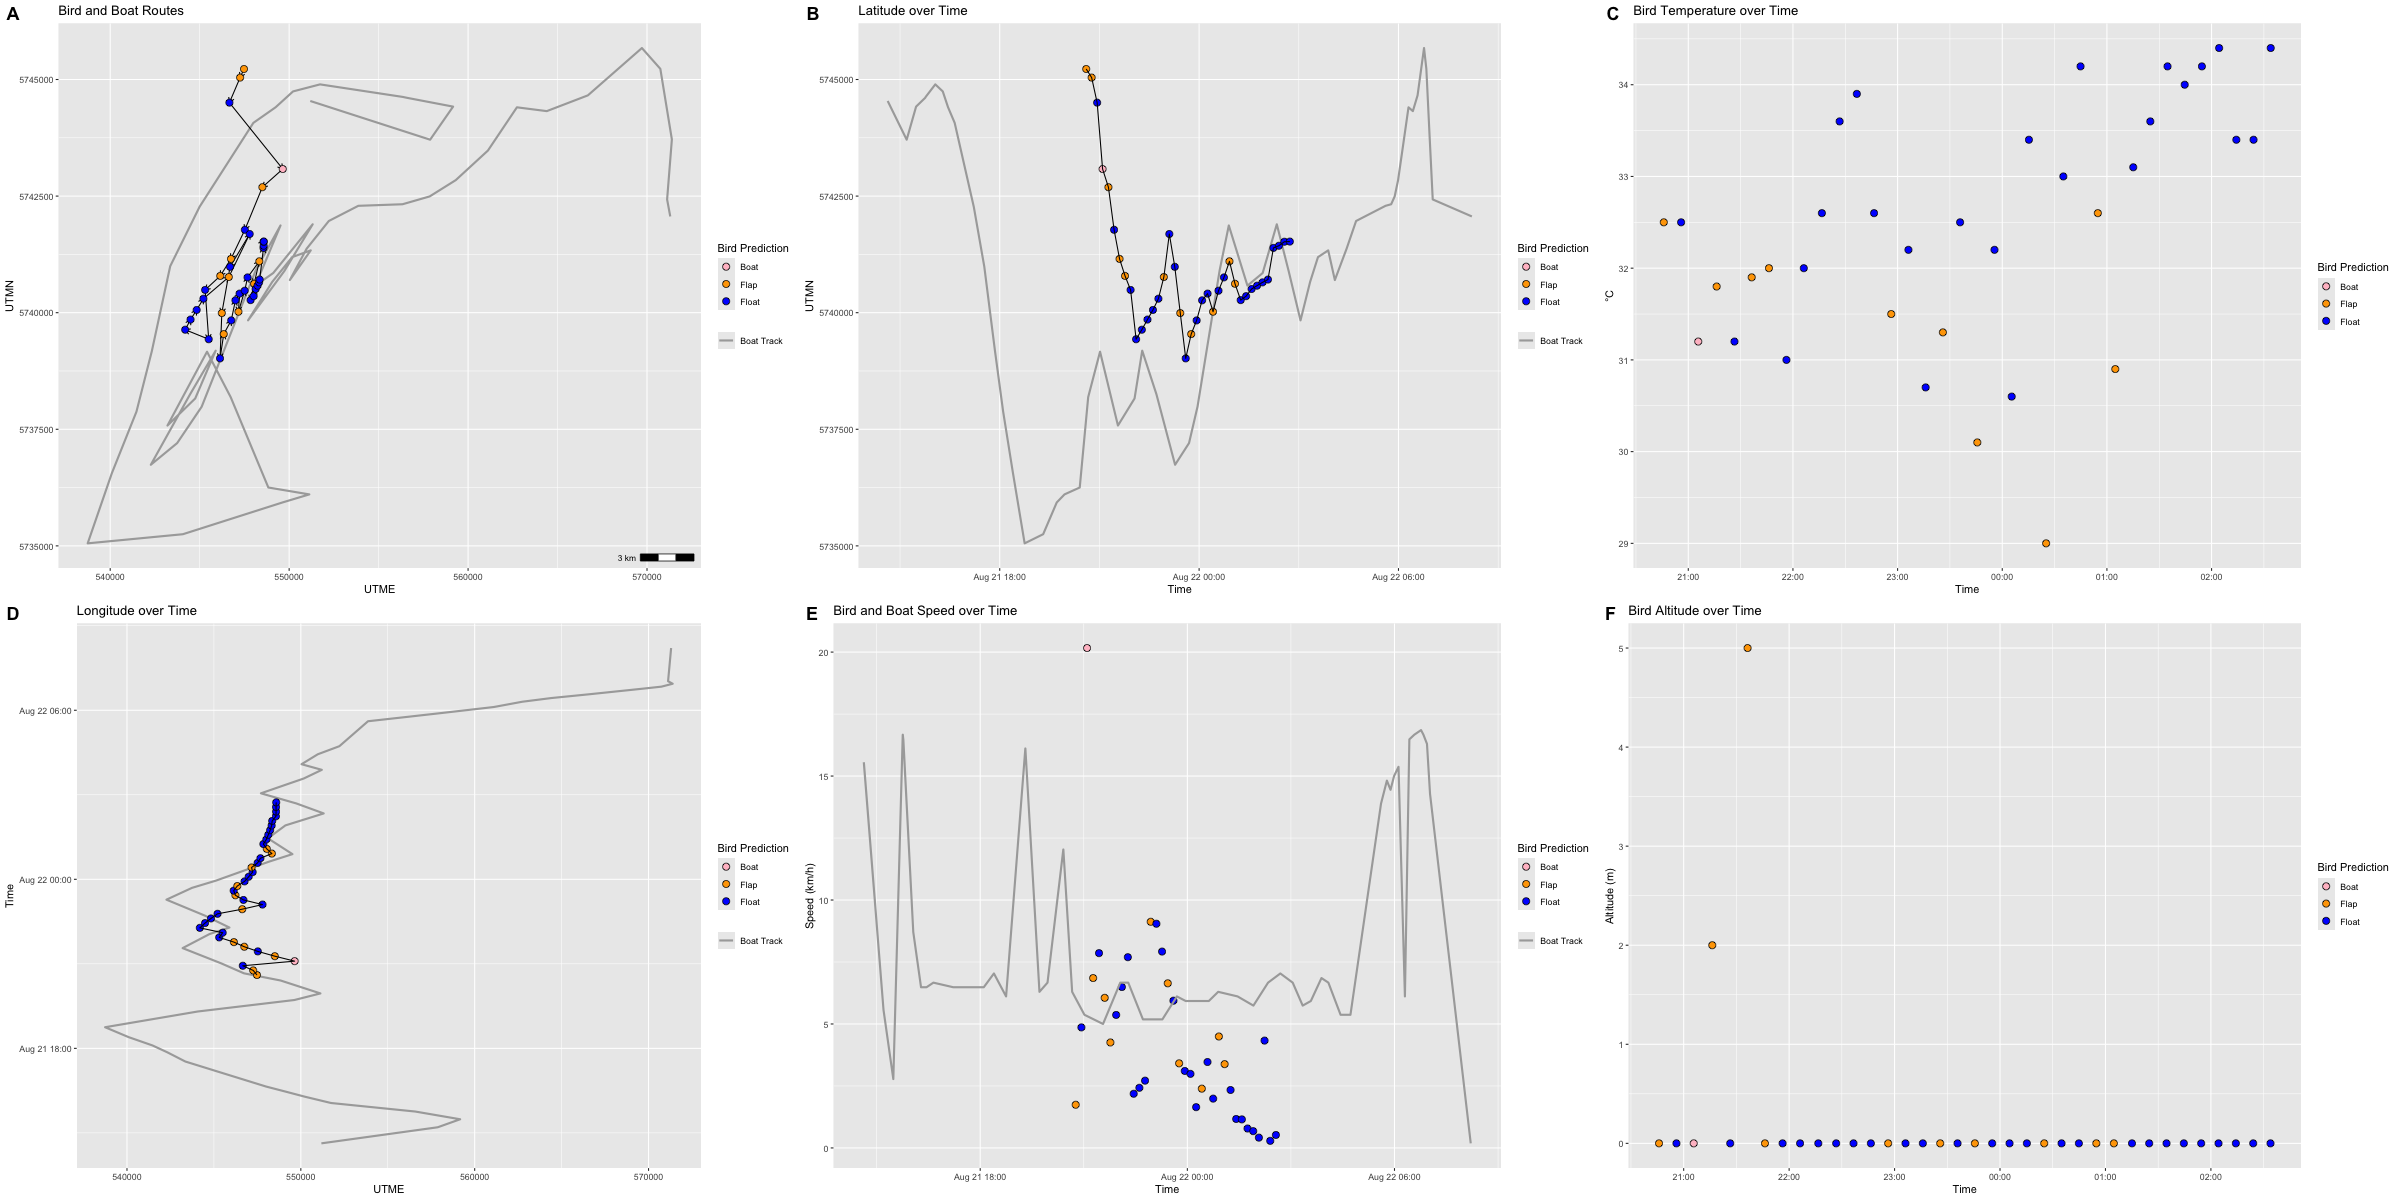 A Bird and Boat Routes
5745000
5742500
5740000
5737500
5735000
UTMN
540000 550000 560000 570000
UTME
3 km
Bird Prediction
Boat
Flap
Float
Boat Track
B Latitude over Time
5745000
5742500
5740000
5737500
5735000
UTMN
Aug 21 18:00 Aug 22 00:00 Aug 22 06:00
Time
Bird Prediction
Boat
Flap
Float
Boat Track
C Bird Temperature over Time
34
33
32
31
30
29
°C
21:00 22:00 23:00 00:00 01:00 02:00
Time
Bird Prediction
Boat
Flap
Float
D Longitude over Time
Aug 22 06:00
Aug 22 00:00
Aug 21 18:00
Time
540000 550000 560000 570000
UTME
Bird Prediction
Boat
Flap
Float
Boat Track
E Bird and Boat Speed over Time
20
15
10
5
0
Speed (km/h)
Aug 21 18:00 Aug 22 00:00 Aug 22 06:00
Time
Bird Prediction
Boat
Flap
Float
Boat Track
F Bird Altitude over Time
5
4
3
2
1
0
Altitude (m)
21:00 22:00 23:00 00:00 01:00 02:00
Time
Bird Prediction
Boat
Flap
Float